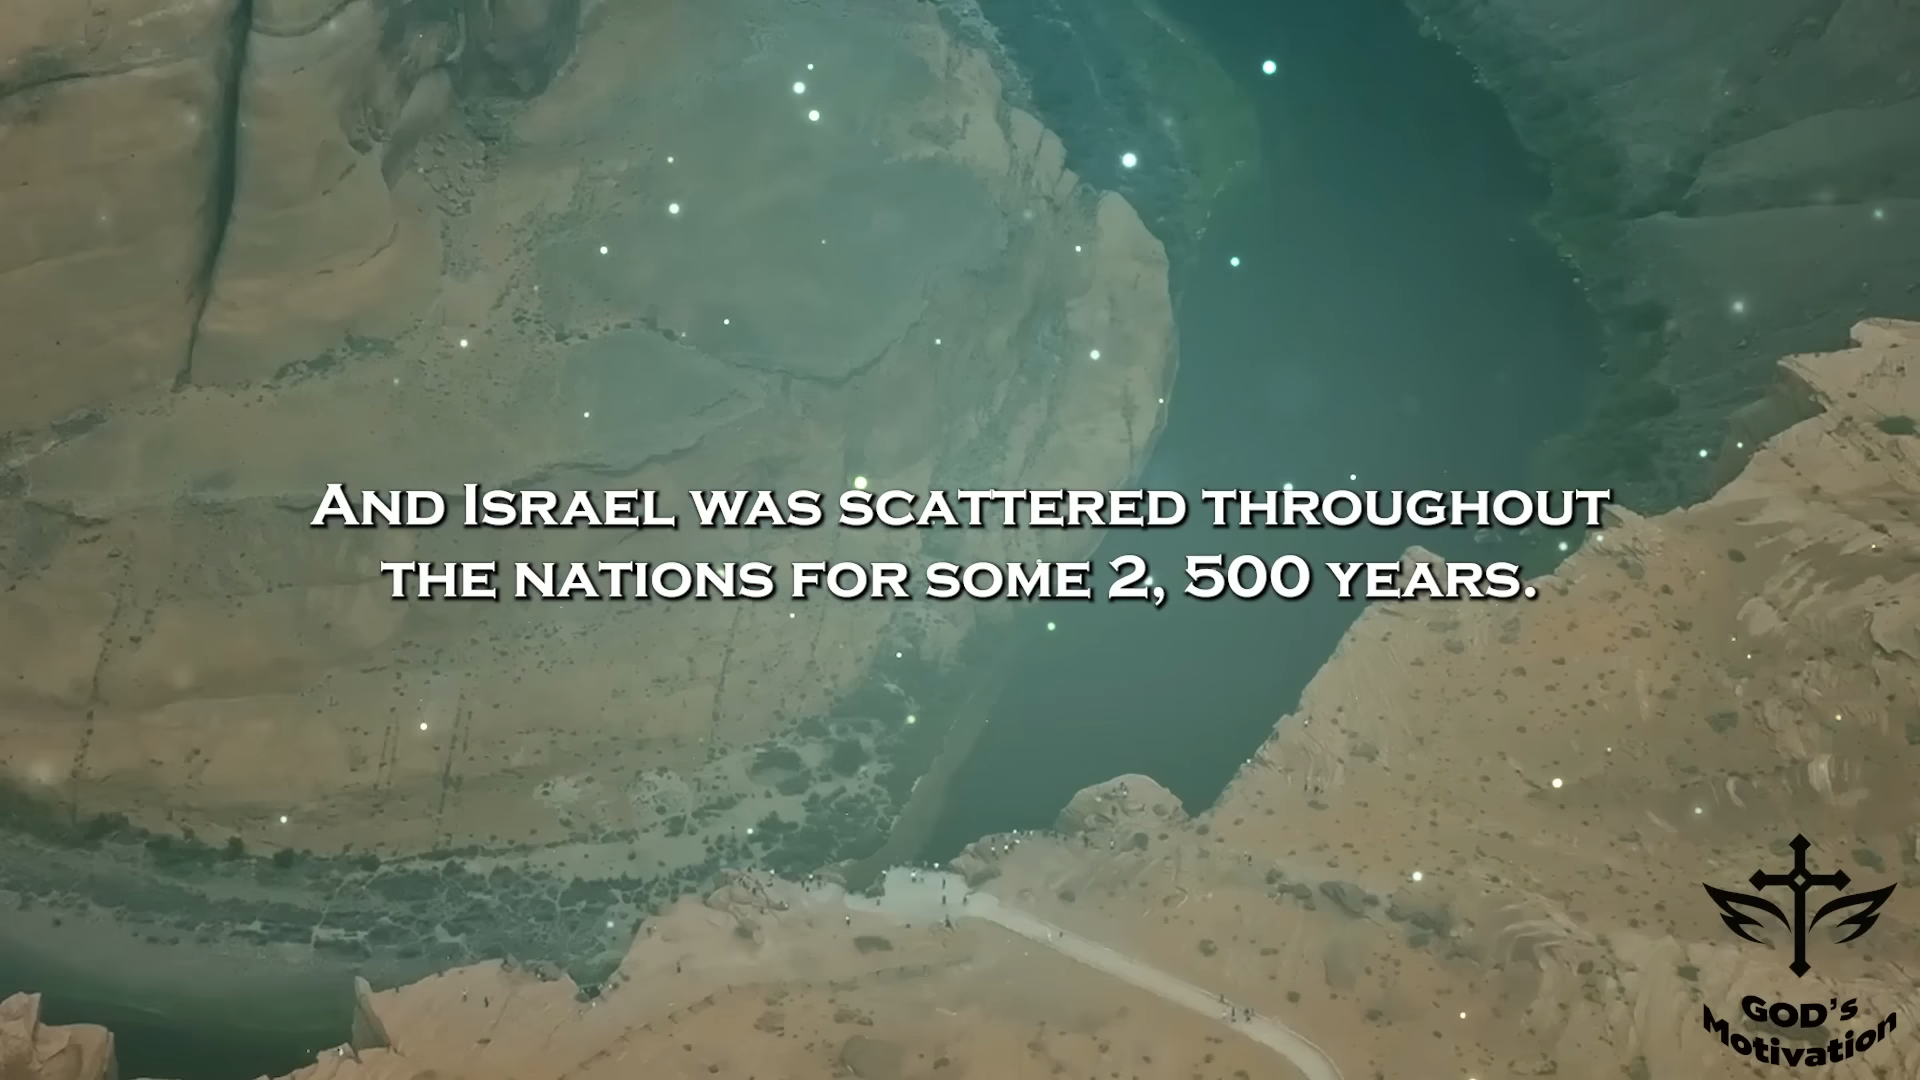 And Israel was scattered throughout
the nations for some 2, 500 years.
GOD's
Motivation